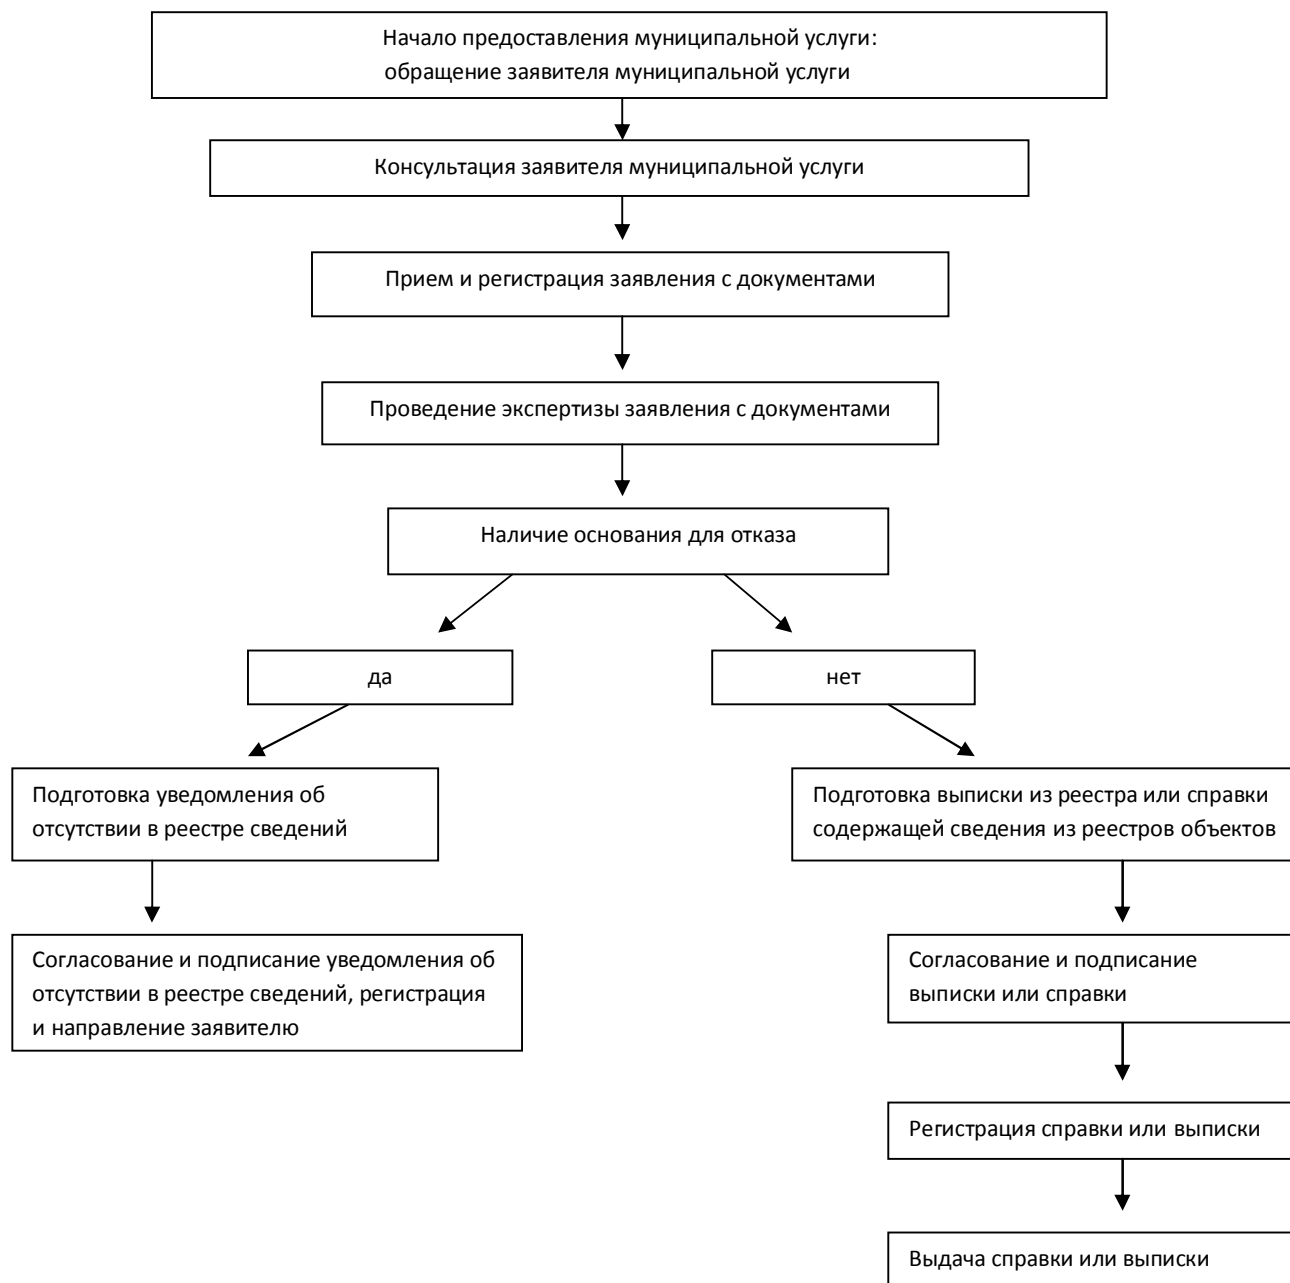 Начало предоставления муниципальной услуги:
обращение заявителя муниципальной услуги
Консультация заявителя муниципальной услуги
Прием и регистрация заявления с документами
Проведение экспертизы заявления с документами
Наличие основания для отказа
да
нет
Подготовка уведомления об
отсутствии в реестре сведений
Подготовка выписки из реестра или справки
содержащей сведения из реестров объектов
Согласование и подписание уведомления об
отсутствии в реестре сведений, регистрация
и направление заявителю
Согласование и подписание
выписки или справки
Регистрация справки или выписки
Выдача справки или выписки